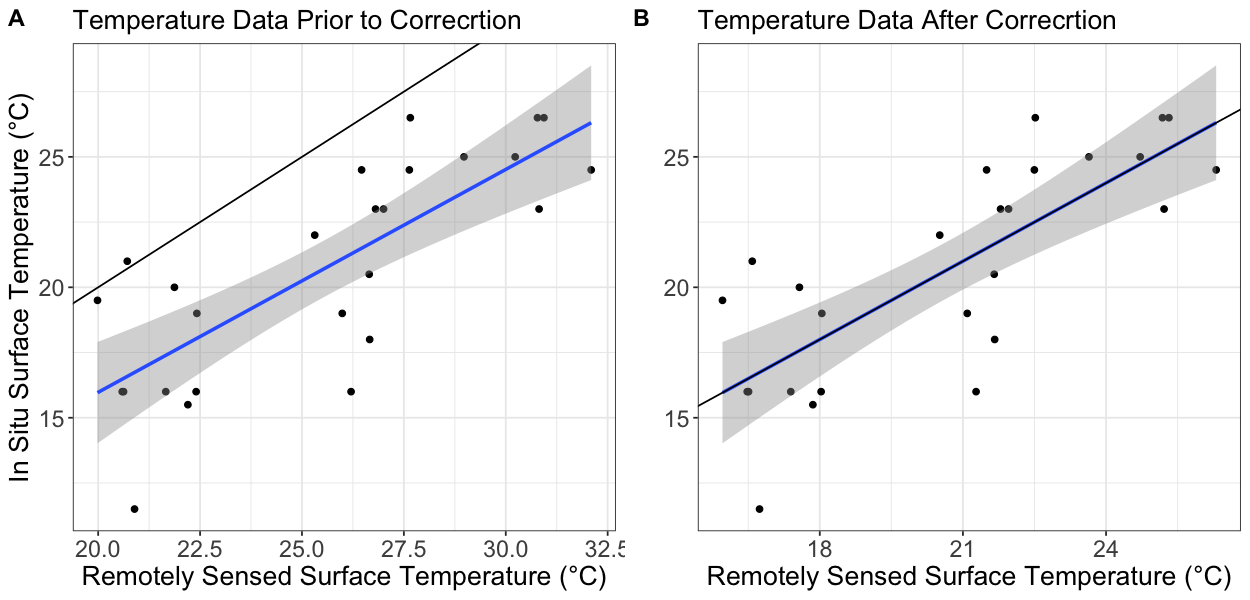 A
Temperature Data Prior to Correcrtion
In Situ Surface Temperature (°C)
25
20
15
20.0 22.5 25.0 27.5 30.0 32.5
Remotely Sensed Surface Temperature (°C)
B
Temperature Data After Correcrtion
25
20
15
18 21 24
Remotely Sensed Surface Temperature (°C)